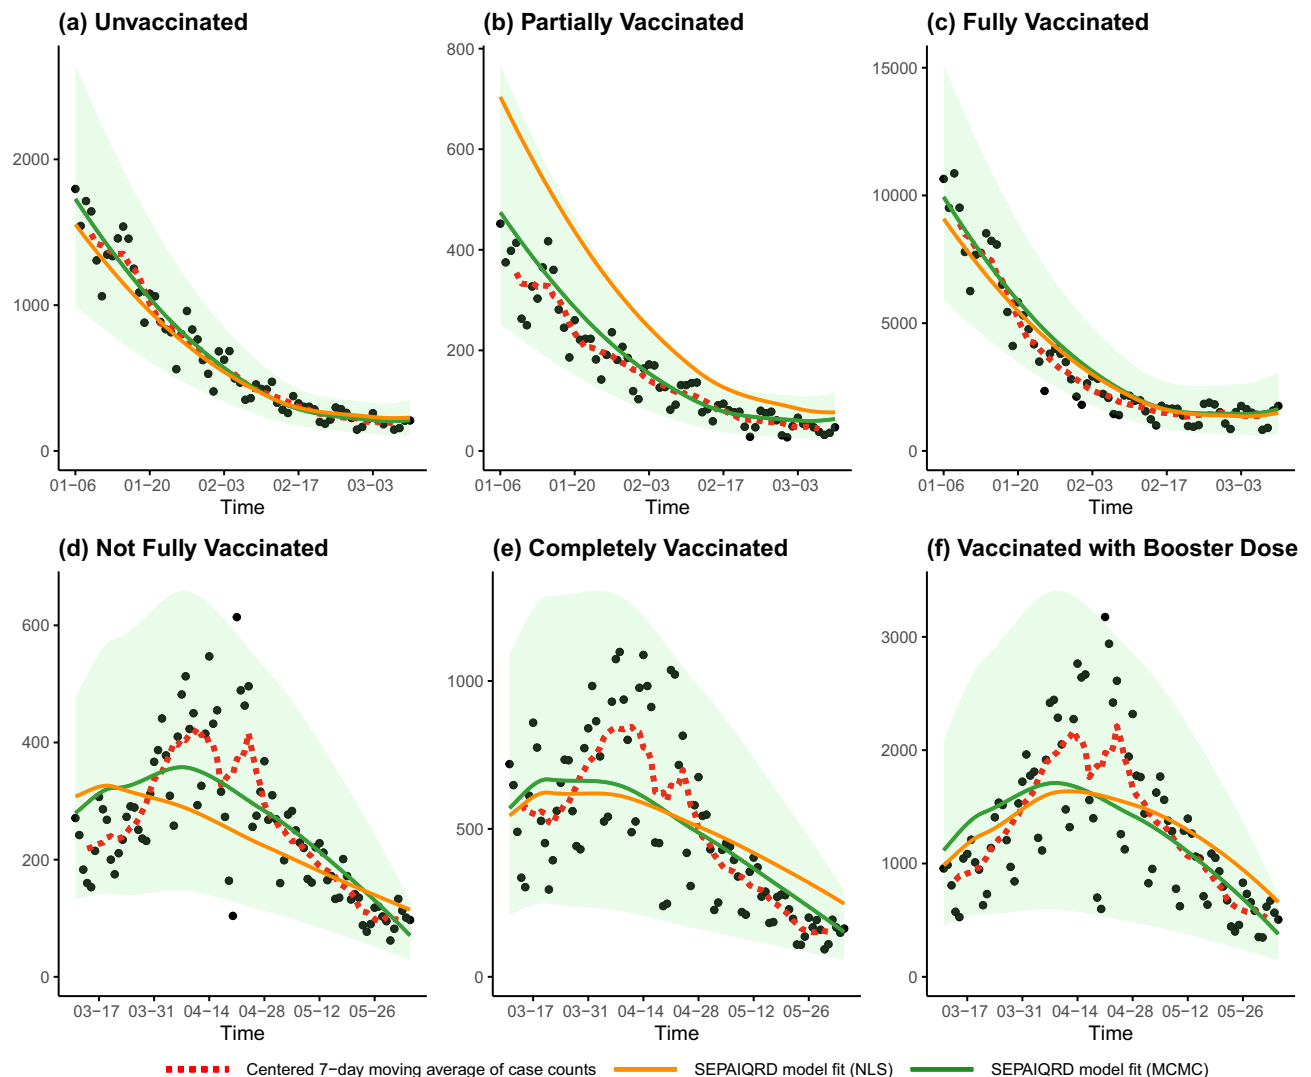 (a) Unvaccinated
(b) Partially Vaccinated
(c) Fully Vaccinated
2000
1000
0
01−06 01−20 02−03 02−17 03−03
Time
800
600
400
200
0
01−06 01−20 02−03 02−17 03−03
Time
15000
10000
5000
0
01−06 01−20 02−03 02−17 03−03
Time
(d) Not Fully Vaccinated
(e) Completely Vaccinated
(f) Vaccinated with Booster Dose
600
400
200
0
03−17 03−31 04−14 04−28 05−12 05−26
Time
1000
500
0
03−17 03−31 04−14 04−28 05−12 05−26
Time
3000
2000
1000
0
03−17 03−31 04−14 04−28 05−12 05−26
Time
Centered 7−day moving average of case counts SEPAIQRD model fit (NLS) SEPAIQRD model fit (MCMC)